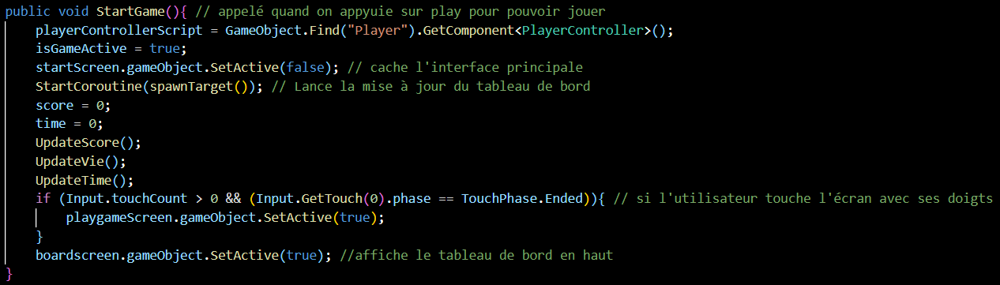 public void StartGame(){ // appelé quand on appyuie sur play pour pouvoir jouer
playerControllerScript = GameObject.Find("Player").GetComponent<PlayerController>();
isGameActive = true;
startScreen.gameObject.SetActive(false); // cache l'interface principale
StartCoroutine(spawnTarget()); // Lance la mise à jour du tableau de bord
score = 0;
time = 0;
UpdateScore();
UpdateVie();
UpdateTime();
if (Input.touchCount > 0 && (Input.GetTouch(0).phase == TouchPhase.Ended)){ // si l'utilisateur touche l'écran avec ses doigts
playgameScreen.gameObject.SetActive(true);
}
boardscreen.gameObject.SetActive(true); //affiche le tableau de bord en haut
}